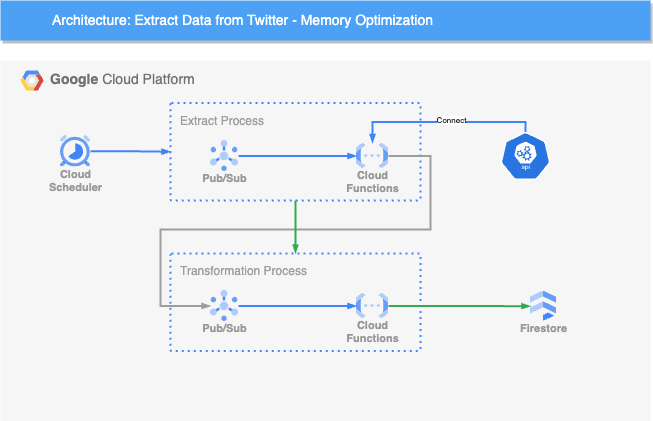 Architecture: Extract Data from Twitter - Memory Optimization
Google Cloud Platform
Extract Process
Connect
api
Cloud
Scheduler
Pub/Sub
Cloud
Functions
Transformation Process
Pub/Sub
Cloud
Functions
Firestore